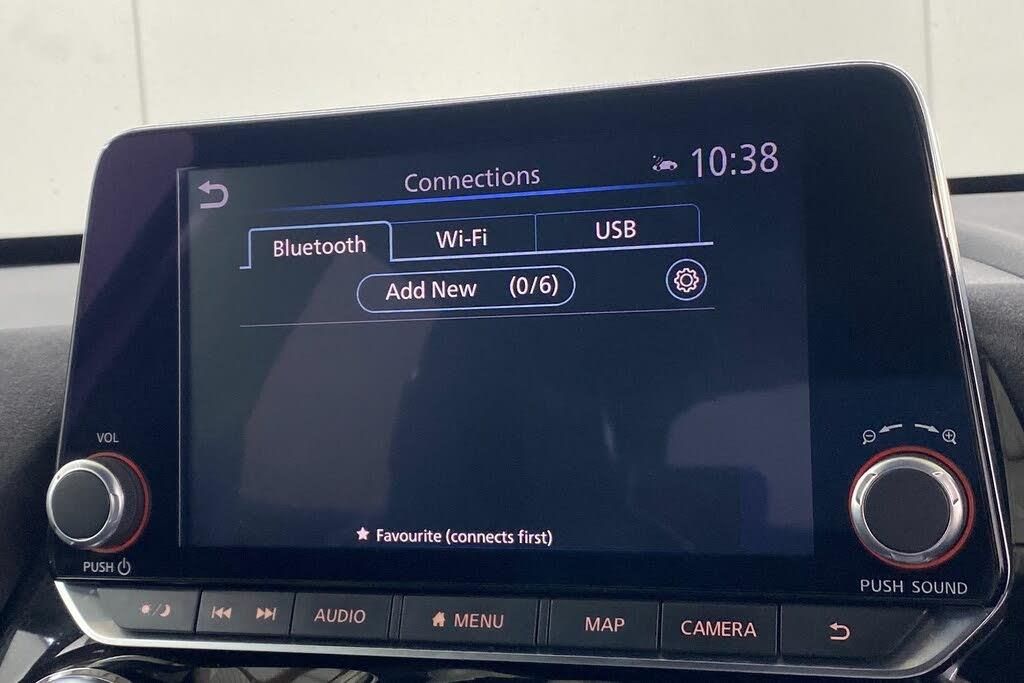 Connections
10:38
Bluetooth
Wi-Fi
USB
Add New (0/6)
★ Favourite (connects first)
VOL
PUSH
PUSH SOUND
AUDIO
MENU
MAP
CAMERA